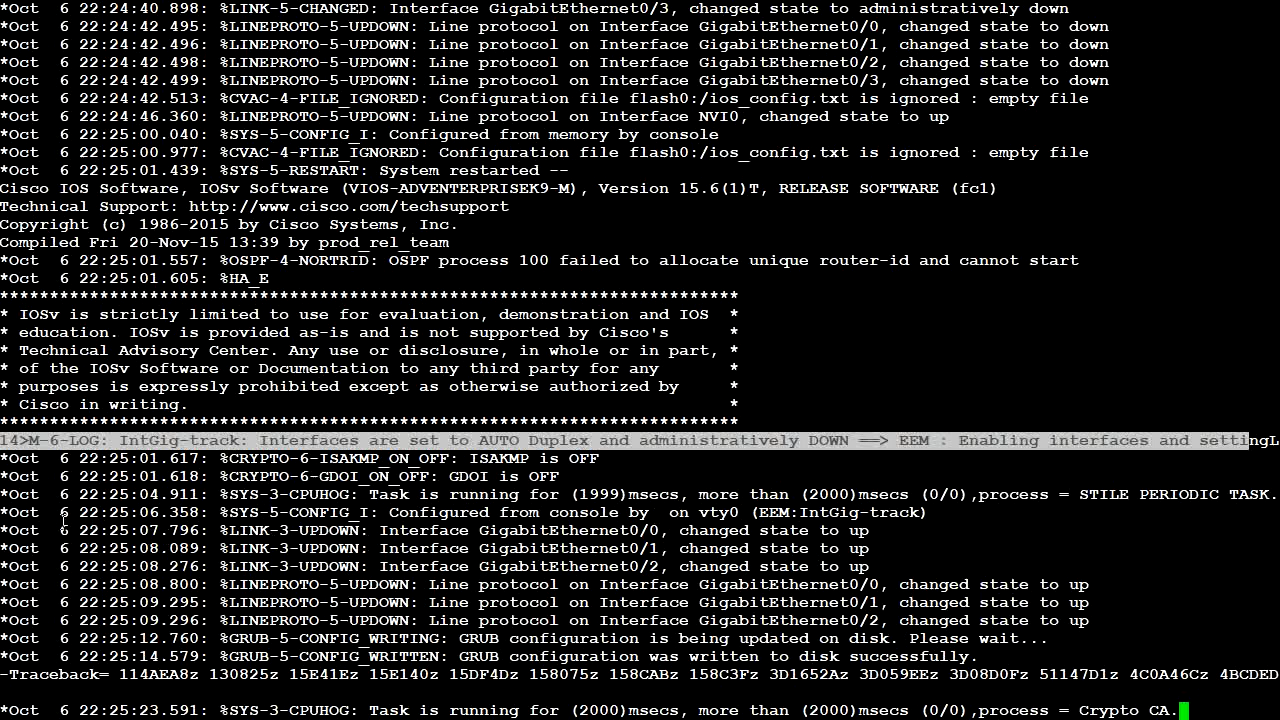 *Oct  6 22:24:40.898: %LINK-5-CHANGED: Interface GigabitEthernet0/3, changed state to administratively down
*Oct  6 22:24:42.495: %LINEPROTO-5-UPDOWN: Line protocol on Interface GigabitEthernet0/0, changed state to down
*Oct  6 22:24:42.496: %LINEPROTO-5-UPDOWN: Line protocol on Interface GigabitEthernet0/1, changed state to down
*Oct  6 22:24:42.498: %LINEPROTO-5-UPDOWN: Line protocol on Interface GigabitEthernet0/2, changed state to down
*Oct  6 22:24:42.499: %LINEPROTO-5-UPDOWN: Line protocol on Interface GigabitEthernet0/3, changed state to down
*Oct  6 22:24:42.513: %CVAC-4-FILE_IGNORED: Configuration file flash0:/ios_config.txt is ignored : empty file
*Oct  6 22:24:46.360: %LINEPROTO-5-UPDOWN: Line protocol on Interface NVI0, changed state to up
*Oct  6 22:25:00.040: %SYS-5-CONFIG_I: Configured from memory by console
*Oct  6 22:25:00.977: %CVAC-4-FILE_IGNORED: Configuration file flash0:/ios_config.txt is ignored : empty file
*Oct  6 22:25:01.439: %SYS-5-RESTART: System restarted --
Cisco IOS Software, IOSv Software (VIOS-ADVENTERPRISEK9-M), Version 15.6(1)T, RELEASE SOFTWARE (fc1)
Technical Support: http://www.cisco.com/techsupport
Copyright (c) 1986-2015 by Cisco Systems, Inc.
Compiled Fri 20-Nov-15 13:39 by prod_rel_team
*Oct  6 22:25:01.557: %OSPF-4-NORTRID: OSPF process 100 failed to allocate unique router-id and cannot start
*Oct  6 22:25:01.605: %HA_E
**************************************************************************
* IOSv is strictly limited to use for evaluation, demonstration and IOS  *
* education. IOSv is provided as-is and is not supported by Cisco's      *
* Technical Advisory Center. Any use or disclosure, in whole or in part, *
* of the IOSv Software or Documentation to any third party for any       *
* purposes is expressly prohibited except as otherwise authorized by     *
* Cisco in writing.                                                      *
**************************************************************************
14>M-6-LOG: IntGig-track: Interfaces are set to AUTO Duplex and administratively DOWN ==> EEM : Enabling interfaces and settingL
*Oct  6 22:25:01.617: %CRYPTO-6-ISAKMP_ON_OFF: ISAKMP is OFF
*Oct  6 22:25:01.618: %CRYPTO-6-GDOI_ON_OFF: GDOI is OFF
*Oct  6 22:25:04.911: %SYS-3-CPUHOG: Task is running for (1999)msecs, more than (2000)msecs (0/0),process = STILE PERIODIC TASK.
*Oct  6 22:25:06.358: %SYS-5-CONFIG_I: Configured from console by  on vty0 (EEM:IntGig-track)
*Oct  6 22:25:07.796: %LINK-3-UPDOWN: Interface GigabitEthernet0/0, changed state to up
*Oct  6 22:25:08.089: %LINK-3-UPDOWN: Interface GigabitEthernet0/1, changed state to up
*Oct  6 22:25:08.276: %LINK-3-UPDOWN: Interface GigabitEthernet0/2, changed state to up
*Oct  6 22:25:08.800: %LINEPROTO-5-UPDOWN: Line protocol on Interface GigabitEthernet0/0, changed state to up
*Oct  6 22:25:09.295: %LINEPROTO-5-UPDOWN: Line protocol on Interface GigabitEthernet0/1, changed state to up
*Oct  6 22:25:09.296: %LINEPROTO-5-UPDOWN: Line protocol on Interface GigabitEthernet0/2, changed state to up
*Oct  6 22:25:12.760: %GRUB-5-CONFIG_WRITING: GRUB configuration is being updated on disk. Please wait...
*Oct  6 22:25:14.579: %GRUB-5-CONFIG_WRITTEN: GRUB configuration was written to disk successfully.
-Traceback= 114AEA8z 130825z 15E41Ez 15E140z 15DF4Dz 158075z 158CABz 158C3Fz 3D1652Az 3D059EEz 3D08D0Fz 51147D1z 4C0A46Cz 4BCDED
*Oct  6 22:25:23.591: %SYS-3-CPUHOG: Task is running for (2000)msecs, more than (2000)msecs (0/0),process = Crypto CA.